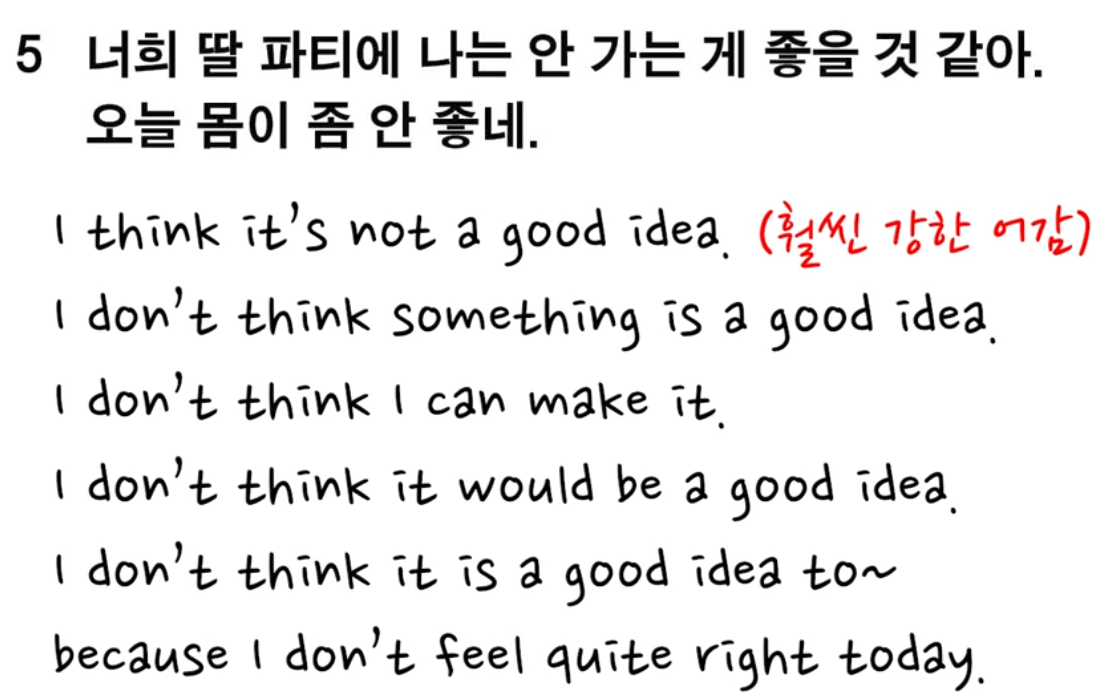 5 너희 딸 파티에 나는 안 가는 게 좋을 것 같아.
오늘 몸이 좀 안 좋네.
I think it's not a good idea. (훨씬 강한 어감)
I don't think something is a good idea.
I don't think I can make it.
I don't think it would be a good idea.
I don't think it is a good idea to~
because I don't feel quite right today.